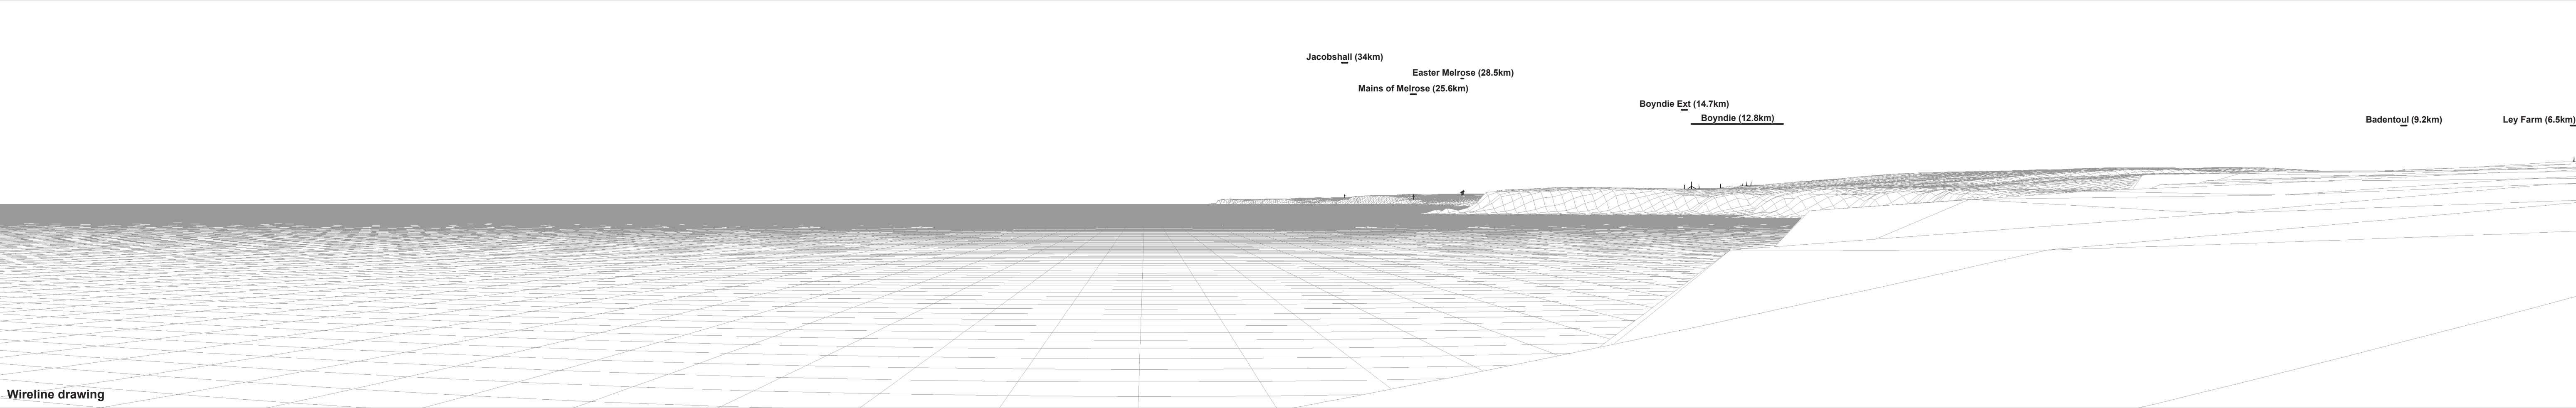 Jacobshall (34km)
Easter Melrose (28.5km)
Mains of Melrose (25.6km)
Boyndie Ext (14.7km)
Boyndie (12.8km)
Badentoul (9.2km)
Ley Farm (6.5km)
Wireline drawing